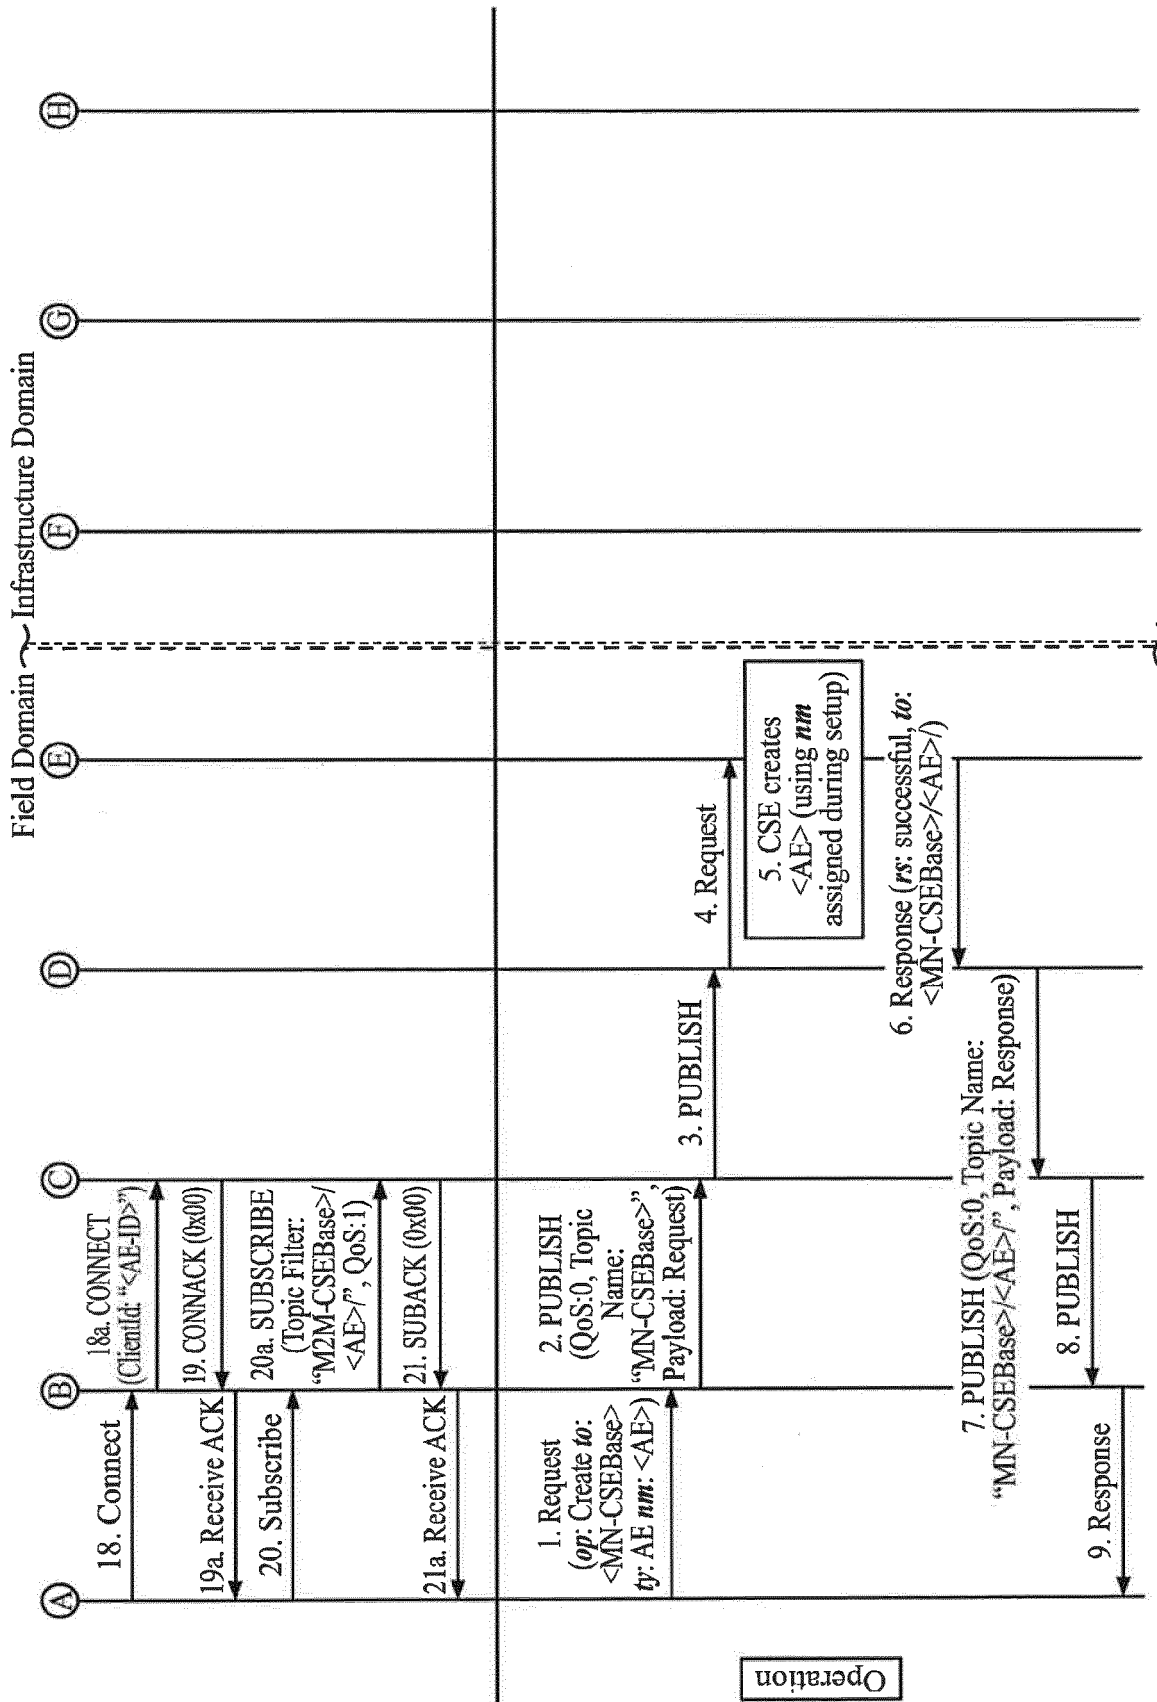 Field Domain
Infrastructure Domain
A
B
C
D
E
F
G
H
18. Connect
18a. CONNECT
(ClientId: “<AE-ID>”)
19. CONNACK (0x00)
19a. Receive ACK
20. Subscribe
20a. SUBSCRIBE
(Topic Filter:
“M2M-CSEBase>/
<AE>/”, QoS:1)
21. SUBACK (0x00)
21a. Receive ACK
Operation
1. Request
(op: Create to:
<MN-CSEBase>
ty: AE nm: <AE>)
2. PUBLISH
(QoS:0, Topic
Name:
“MN-CSEBase>”,
Payload: Request)
3. PUBLISH
4. Request
5. CSE creates
<AE> (using nm
assigned during setup)
6. Response (rs: successful, to:
<MN-CSEBase>/<AE>/)
7. PUBLISH (QoS:0, Topic Name:
“MN-CSEBase>/<AE>/”, Payload: Response)
8. PUBLISH
9. Response